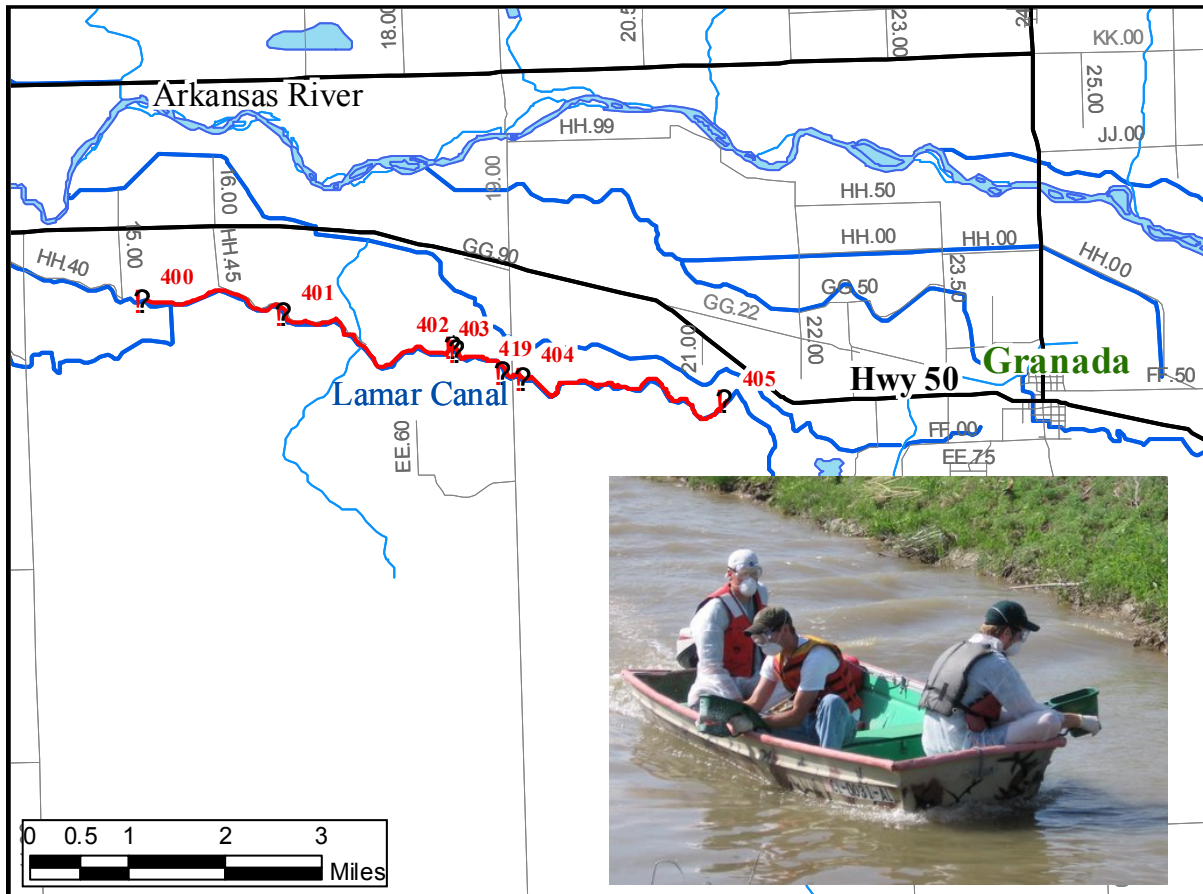 18.00
20.5
23.00
24
KK.00
25.00
Arkansas River
HH.99
JJ.00
19.00
16.00
HH.50
15.00
HH.45
HH.40
GG.90
HH.00
HH.00
HH.00
23.50
400
401
GG.50
GG.22
402
403
22.00
21.00
419
404
Granada
Lamar Canal
405
Hwy 50
FF.50
EE.60
FF.00
EE.75
0 0.5 1 2 3
Miles